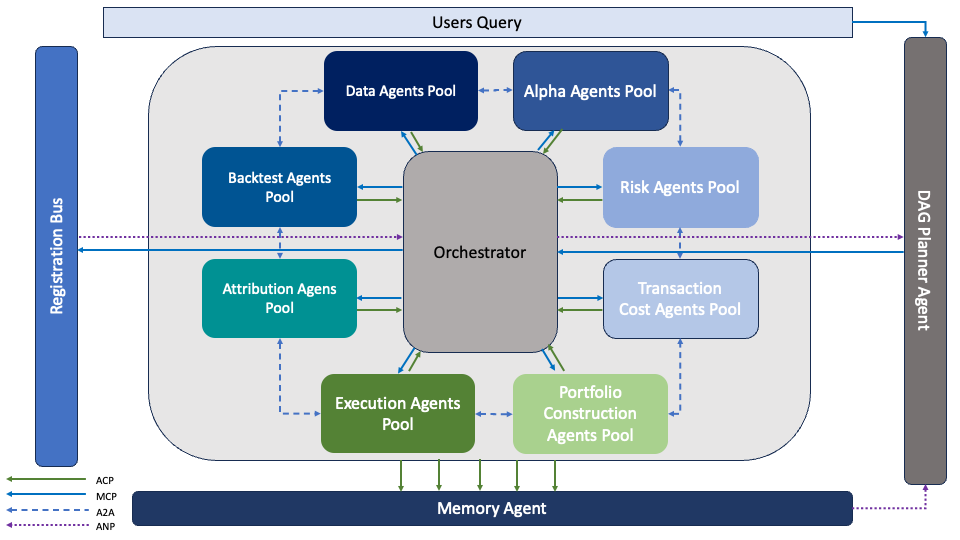 Users Query
Data Agents Pool
Alpha Agents Pool
Backtest Agents
Pool
Risk Agents Pool
Registration Bus
Orchestrator
DAG Planner Agent
Attribution Agens
Pool
Transaction
Cost Agents Pool
Execution Agents
Pool
Portfolio
Construction
Agents Pool
ACP
MCP
A2A
ANP
Memory Agent